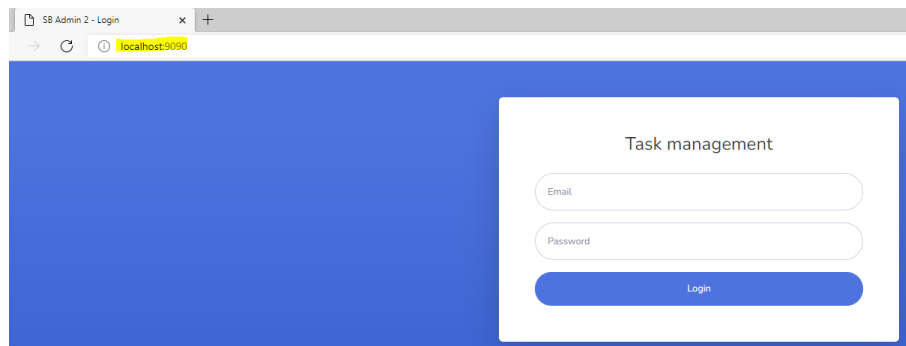 SB Admin 2 - Login
localhost:9090
Task management
Email
Password
Login